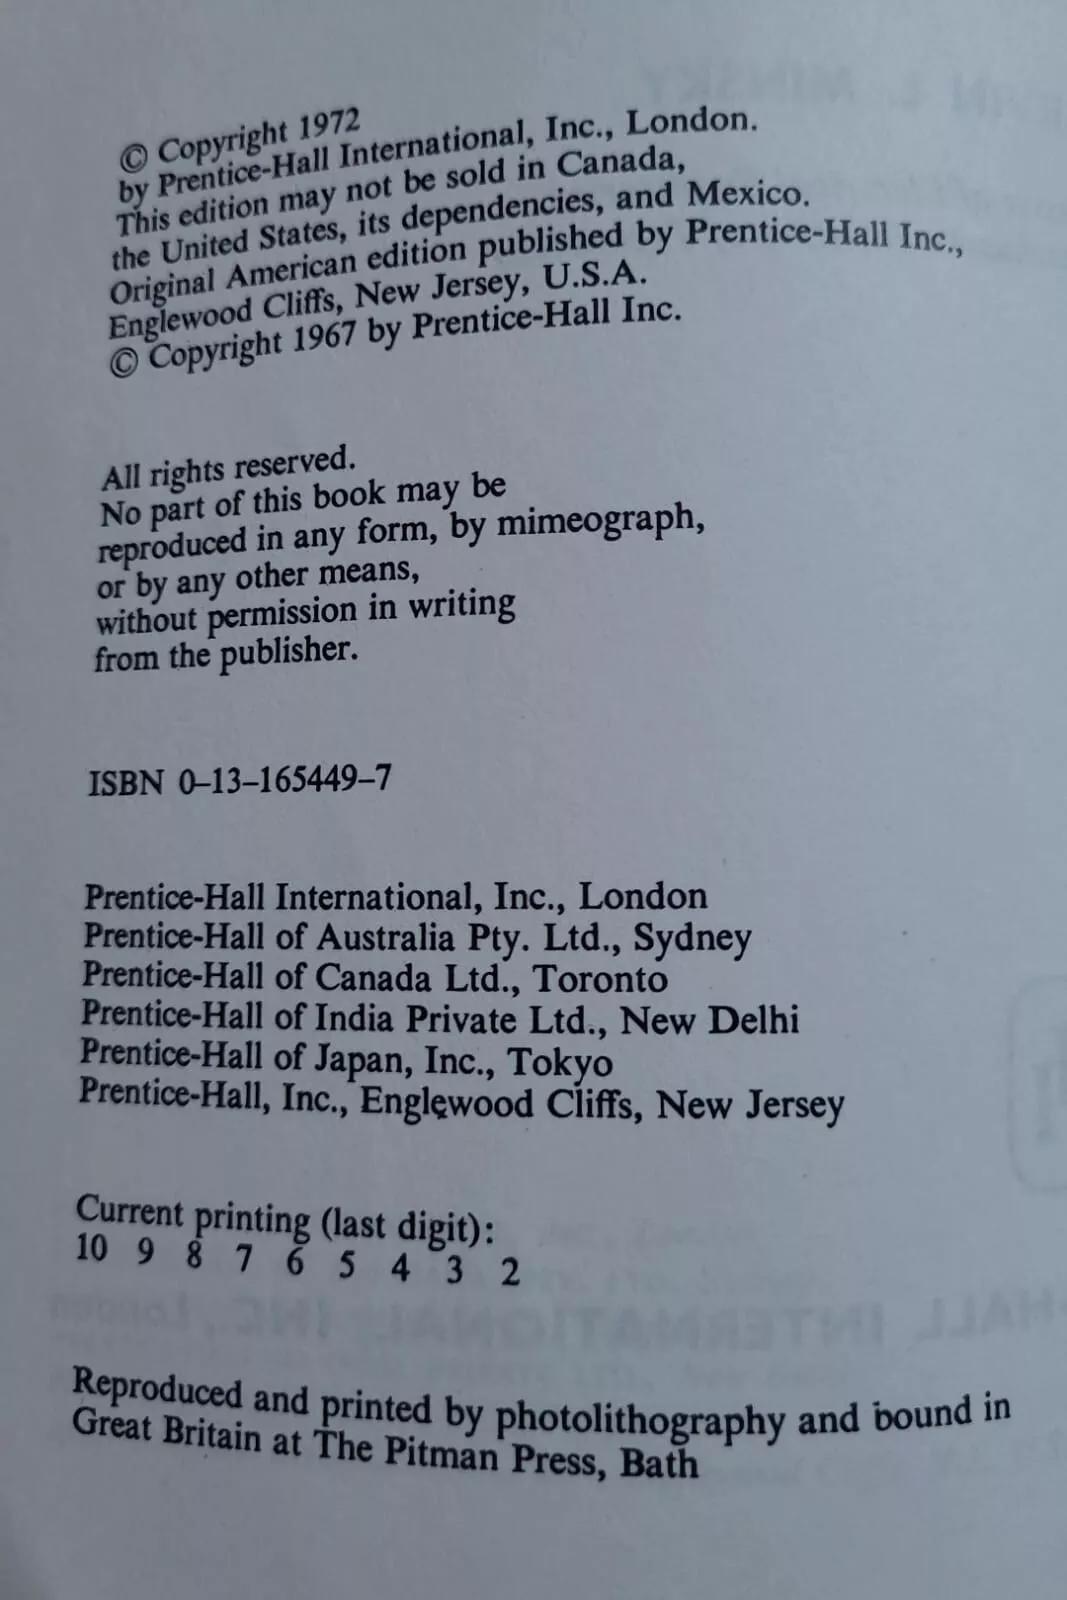 © Copyright 1972
by Prentice-Hall International, Inc., London.
This edition may not be sold in Canada,
the United States, its dependencies, and Mexico.
Original American edition published by Prentice-Hall Inc.,
Englewood Cliffs, New Jersey, U.S.A.
© Copyright 1967 by Prentice-Hall Inc.
All rights reserved.
No part of this book may be
reproduced in any form, by mimeograph,
or by any other means,
without permission in writing
from the publisher.
ISBN 0–13–165449–7
Prentice-Hall International, Inc., London
Prentice-Hall of Australia Pty. Ltd., Sydney
Prentice-Hall of Canada Ltd., Toronto
Prentice-Hall of India Private Ltd., New Delhi
Prentice-Hall of Japan, Inc., Tokyo
Prentice-Hall, Inc., Englewood Cliffs, New Jersey
Current printing (last digit):
10 9 8 7 6 5 4 3 2
Reproduced and printed by photolithography and bound in
Great Britain at The Pitman Press, Bath